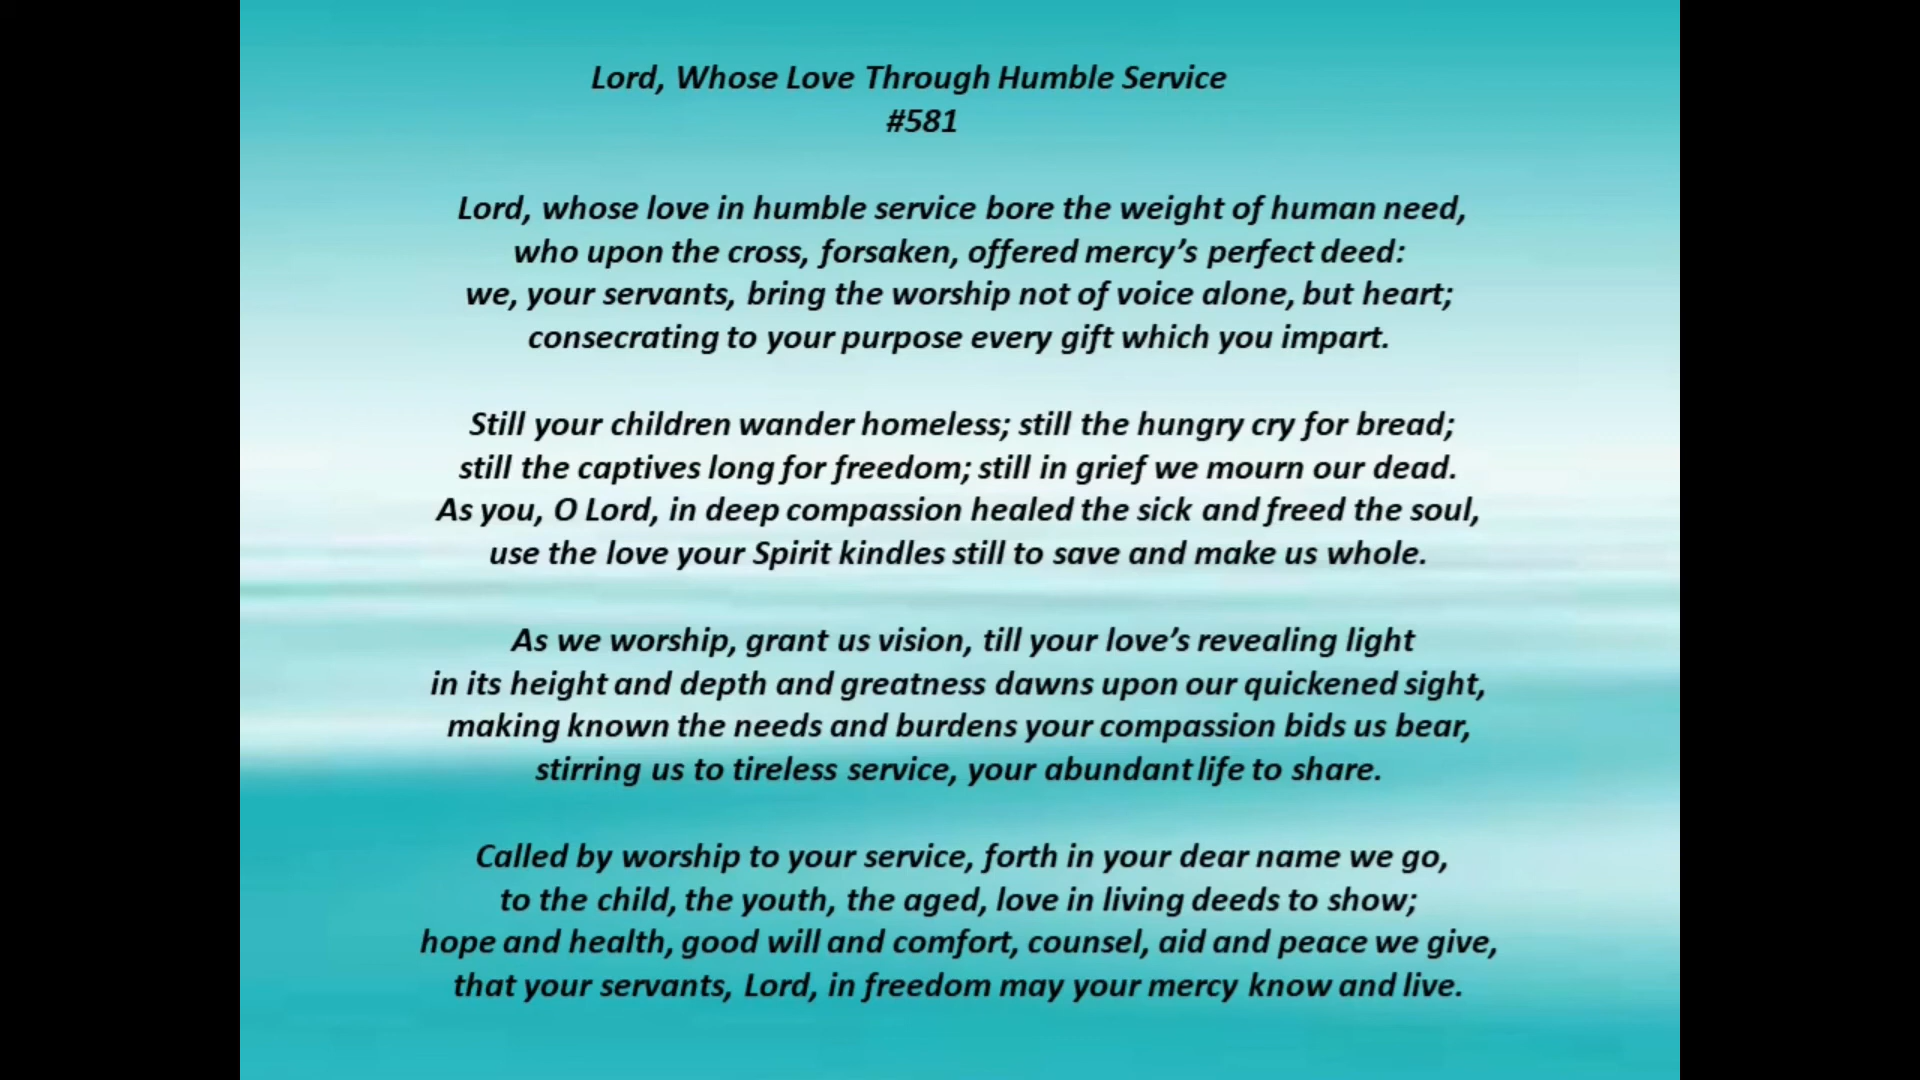 Lord, Whose Love Through Humble Service
#581
Lord, whose love in humble service bore the weight of human need,
who upon the cross, forsaken, offered mercy’s perfect deed:
we, your servants, bring the worship not of voice alone, but heart;
consecrating to your purpose every gift which you impart.
Still your children wander homeless; still the hungry cry for bread;
still the captives long for freedom; still in grief we mourn our dead.
As you, O Lord, in deep compassion healed the sick and freed the soul,
use the love your Spirit kindles still to save and make us whole.
As we worship, grant us vision, till your love’s revealing light
in its height and depth and greatness dawns upon our quickened sight,
making known the needs and burdens your compassion bids us bear,
stirring us to tireless service, your abundant life to share.
Called by worship to your service, forth in your dear name we go,
to the child, the youth, the aged, love in living deeds to show;
hope and health, good will and comfort, counsel, aid and peace we give,
that your servants, Lord, in freedom may your mercy know and live.